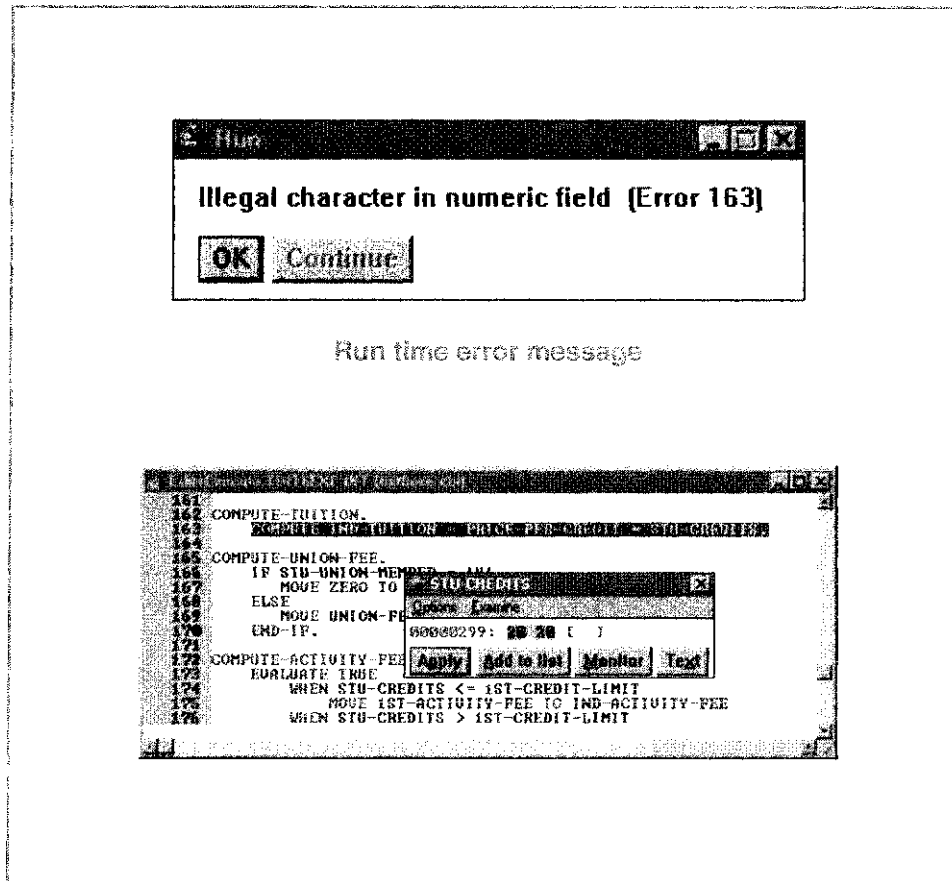 Run
Illegal character in numeric field (Error 163)
OK Continue
Run time error message
161
162 COMPUTE-TUITION.
163 COMPUTE IND-TUITION = PRICE-PER-CREDIT * STU-CREDITS.
164
165 COMPUTE-UNION-FEE.
166 IF STU-UNION-MEMBER
167 MOVE ZERO TO
168 ELSE
169 MOVE UNION-FE
170 END-IF.
171
172 COMPUTE-ACTIVITY-FEE
173 EVALUATE TRUE
174 WHEN STU-CREDITS <= 1ST-CREDIT-LIMIT
175 MOVE 1ST-ACTIVITY-FEE TO IND-ACTIVITY-FEE
176 WHEN STU-CREDITS > 1ST-CREDIT-LIMIT
STU-CREDITS
Options Examine
00000299: 20 20 [ ]
Apply Add to list Monitor Text